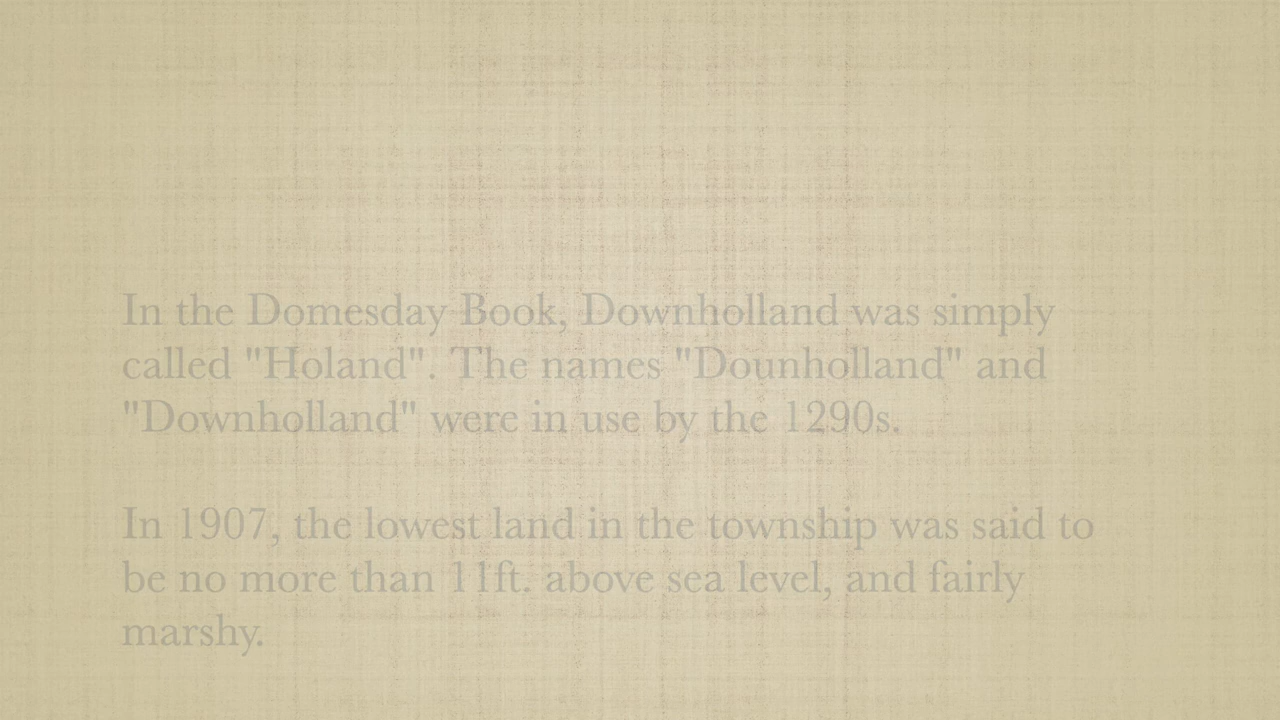 In the Domesday Book, Downholland was simply
called "Holand". The names "Dounholland" and
"Downholland" were in use by the 1290s.
In 1907, the lowest land in the township was said to
be no more than 11ft. above sea level, and fairly
marshy.